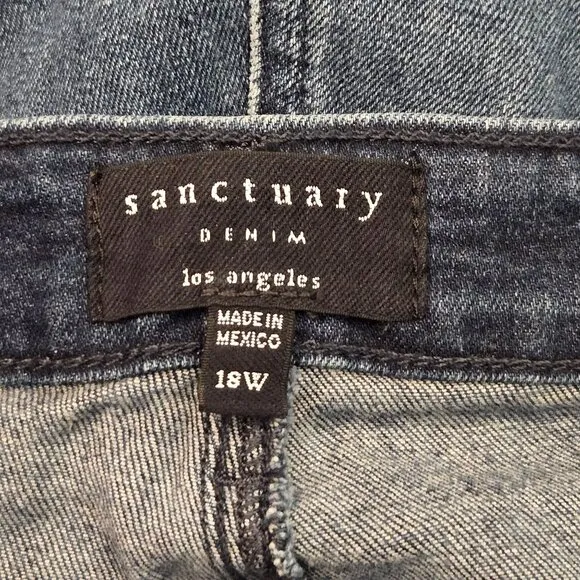 sanctuary
DENIM
los angeles
MADE IN
MEXICO
18W